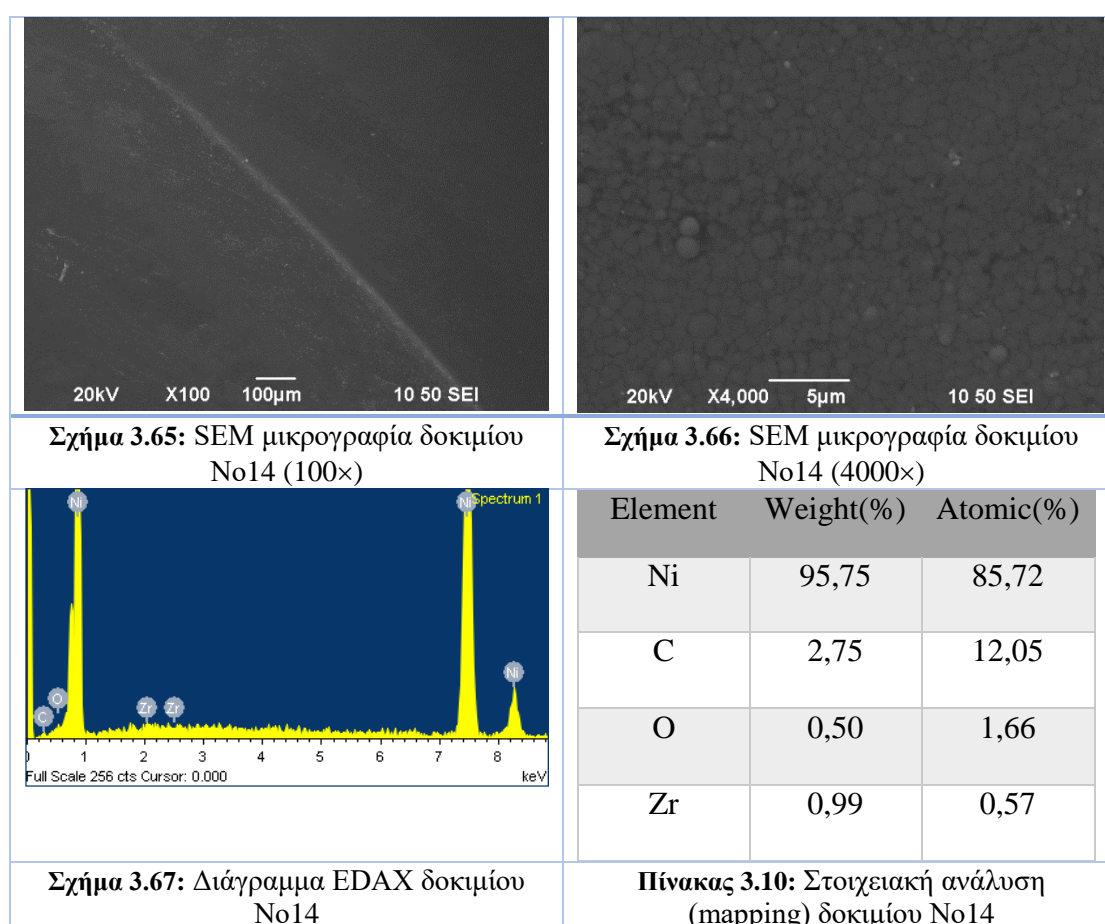 20kV X100 100µm 10 50 SEI
20kV X4,000 5µm 10 50 SEI
Σχήμα 3.65: SEM μικρογραφία δοκιμίου
No14 (100×)
Σχήμα 3.66: SEM μικρογραφία δοκιμίου
No14 (4000×)
Ni Ni Spectrum 1
Ni
O
C Zr Zr
0 1 2 3 4 5 6 7 8
Full Scale 256 cts Cursor: 0.000 keV
Element Weight(%) Atomic(%)
Ni 95,75 85,72
C 2,75 12,05
O 0,50 1,66
Zr 0,99 0,57
Σχήμα 3.67: Διάγραμμα EDAX δοκιμίου
No14
Πίνακας 3.10: Στοιχειακή ανάλυση
(mapping) δοκιμίου No14